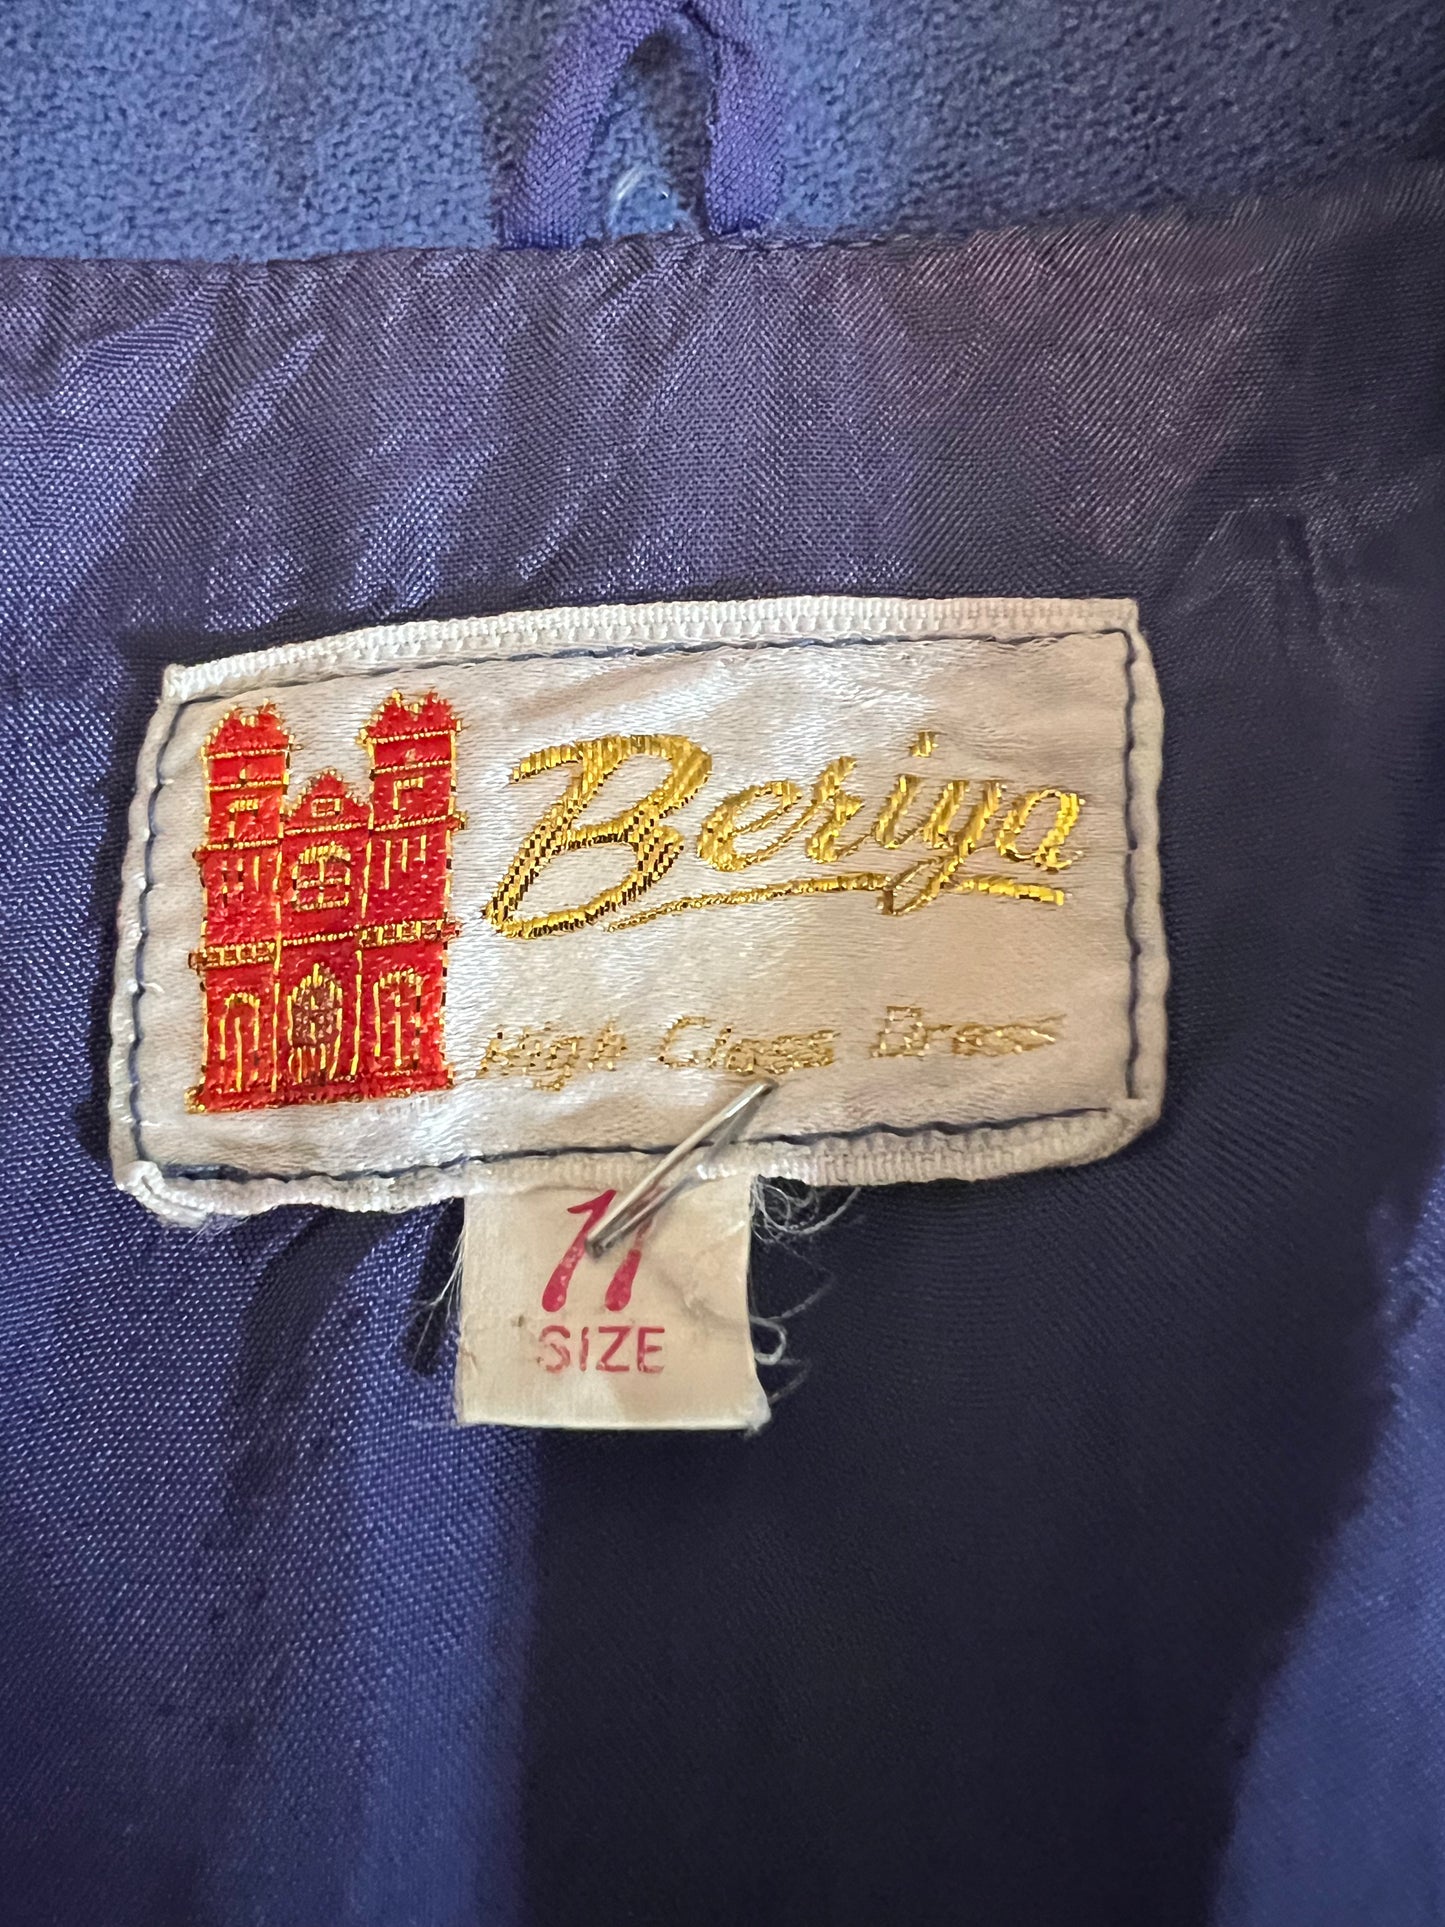 Beriya
High Class Dress
11
SIZE